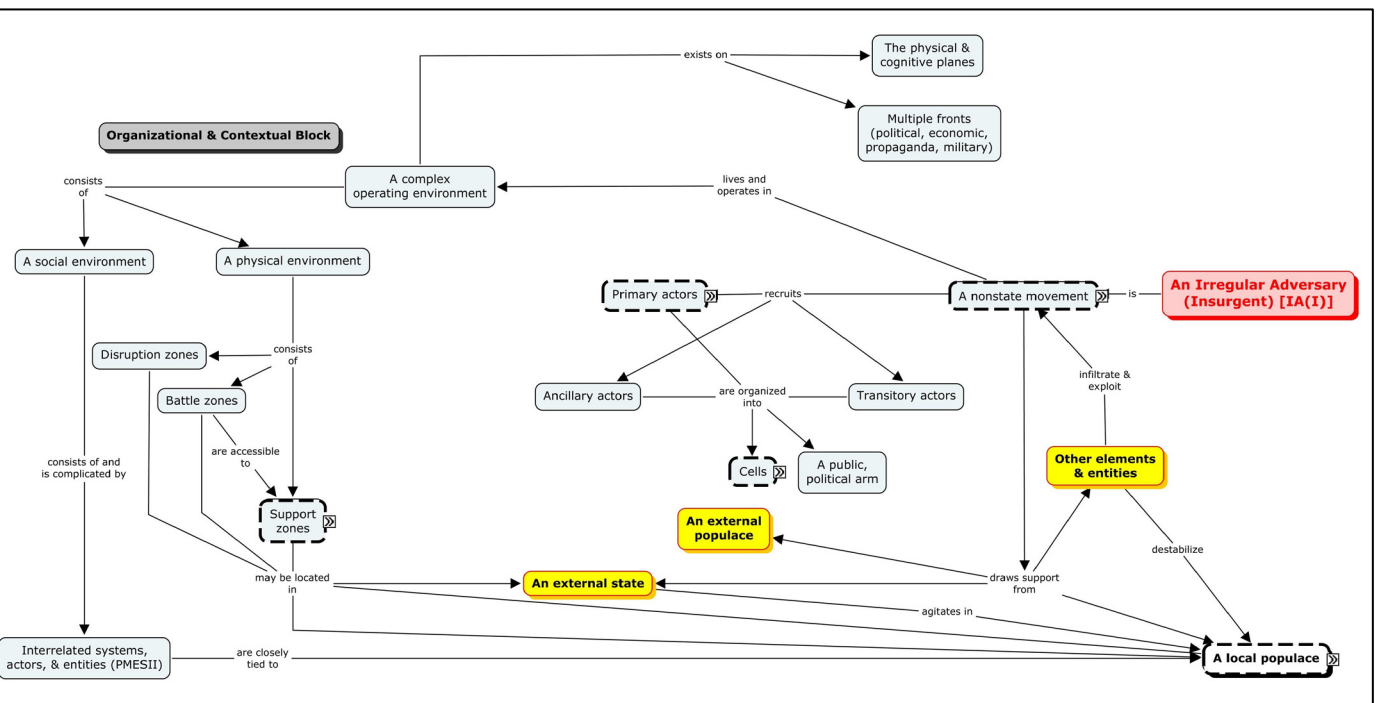 exists on
The physical &
cognitive planes
Multiple fronts
(political, economic,
propaganda, military)
Organizational & Contextual Block
consists
of
A complex
operating environment
lives and
operates in
A social environment
A physical environment
Primary actors
recruits
A nonstate movement
is
An Irregular Adversary
(Insurgent) [IA(I)]
Disruption zones
consists
of
Battle zones
Ancillary actors
are organized
into
Transitory actors
infiltrate &
exploit
are accessible
to
consists of and
is complicated by
Cells
A public,
political arm
Other elements
& entities
Support
zones
An external
populace
destabilize
may be located
in
An external state
draws support
from
agitates in
Interrelated systems,
actors, & entities (PMESII)
are closely
tied to
A local populace